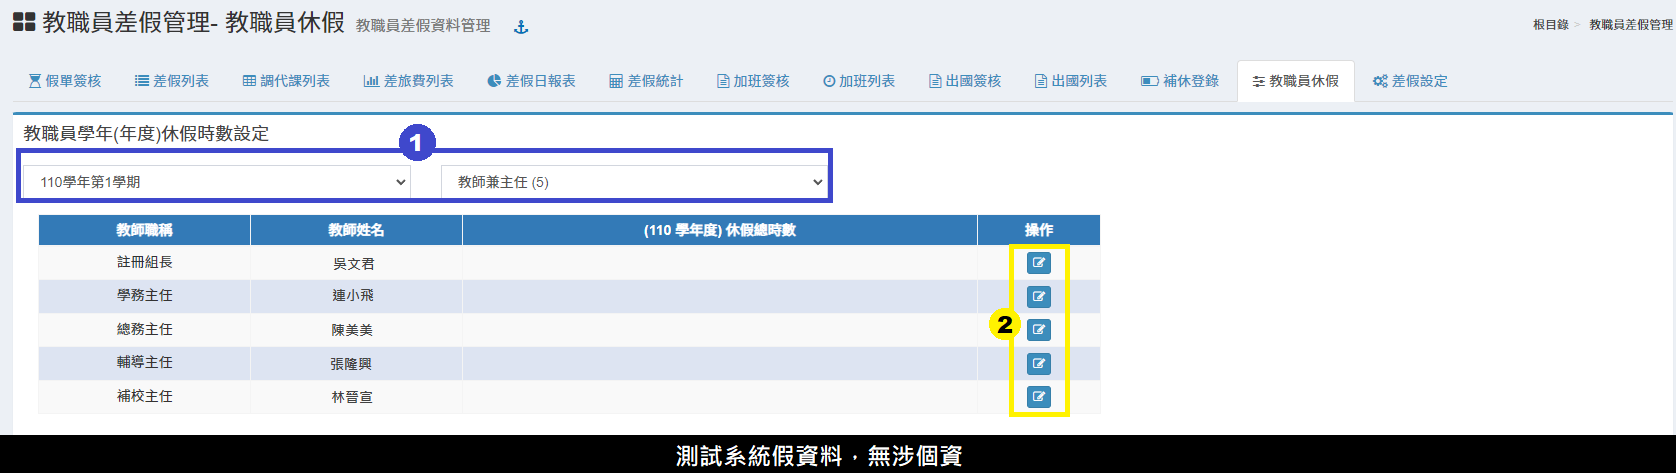 教職員差假管理- 教職員休假 教職員差假資料管理 根目錄 > 教職員差假管理
假單簽核 差假列表 調代課列表 差旅費列表 差假日報表 差假統計 加班簽核 加班列表 出國簽核 出國列表 補休登錄 教職員休假 差假設定
教職員學年(年度)休假時數設定
1
110學年第1學期 教師兼主任 (5)
教師職稱 教師姓名 (110 學年度) 休假總時數 操作
註冊組長 吳文君
學務主任 連小飛
2
總務主任 陳美美
輔導主任 張隆興
補校主任 林晉宣
測試系統假資料，無涉個資